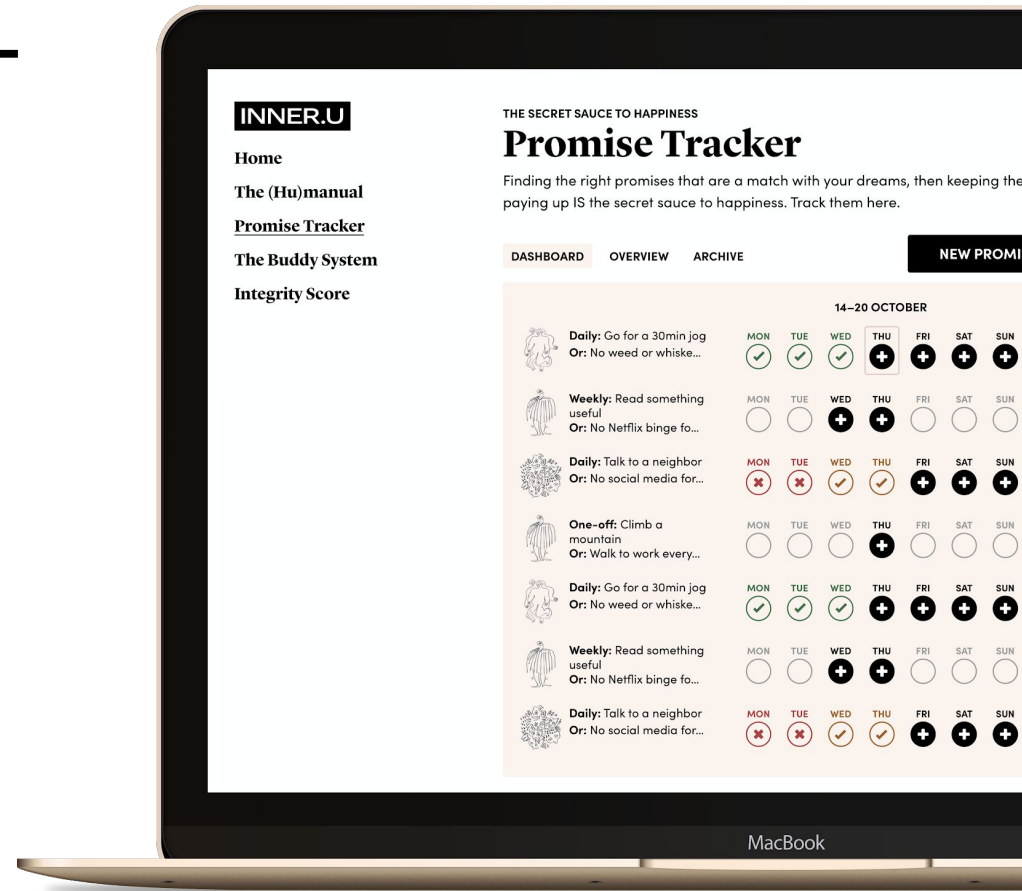 INNER.U
Home
The (Hu)manual
Promise Tracker
The Buddy System
Integrity Score
THE SECRET SAUCE TO HAPPINESS
Promise Tracker
Finding the right promises that are a match with your dreams, then keeping the
paying up IS the secret sauce to happiness. Track them here.
DASHBOARD OVERVIEW ARCHIVE NEW PROMI
14–20 OCTOBER
Daily: Go for a 30min jog
Or: No weed or whiske...
MON TUE WED THU FRI SAT SUN
Weekly: Read something
useful
Or: No Netflix binge fo...
MON TUE WED THU FRI SAT SUN
Daily: Talk to a neighbor
Or: No social media for...
MON TUE WED THU FRI SAT SUN
One-off: Climb a
mountain
Or: Walk to work every...
MON TUE WED THU FRI SAT SUN
Daily: Go for a 30min jog
Or: No weed or whiske...
MON TUE WED THU FRI SAT SUN
Weekly: Read something
useful
Or: No Netflix binge fo...
MON TUE WED THU FRI SAT SUN
Daily: Talk to a neighbor
Or: No social media for...
MON TUE WED THU FRI SAT SUN
MacBook